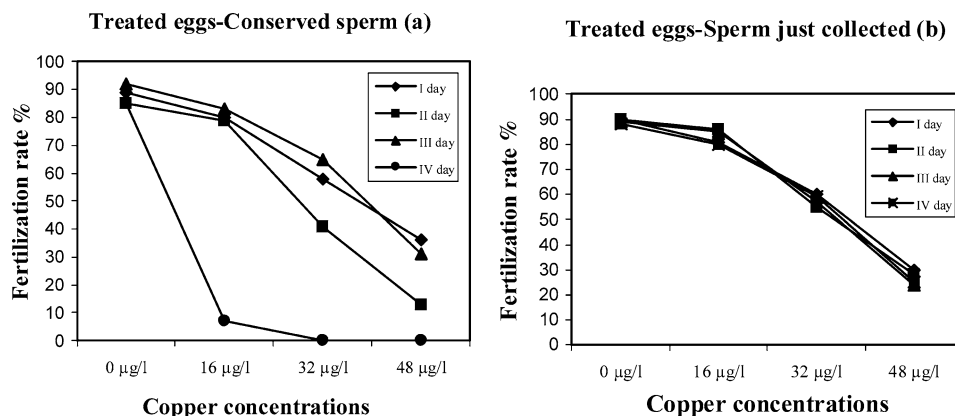 Treated eggs-Conserved sperm (a)
Fertilization rate %
100
90
80
70
60
50
40
30
20
10
0
I day
II day
III day
IV day
0 µg/l 16 µg/l 32 µg/l 48 µg/l
Copper concentrations
Treated eggs-Sperm just collected (b)
Fertilization rate %
100
90
80
70
60
50
40
30
20
10
0
I day
II day
III day
IV day
0 µg/l 16 µg/l 32 µg/l 48 µg/l
Copper concentrations